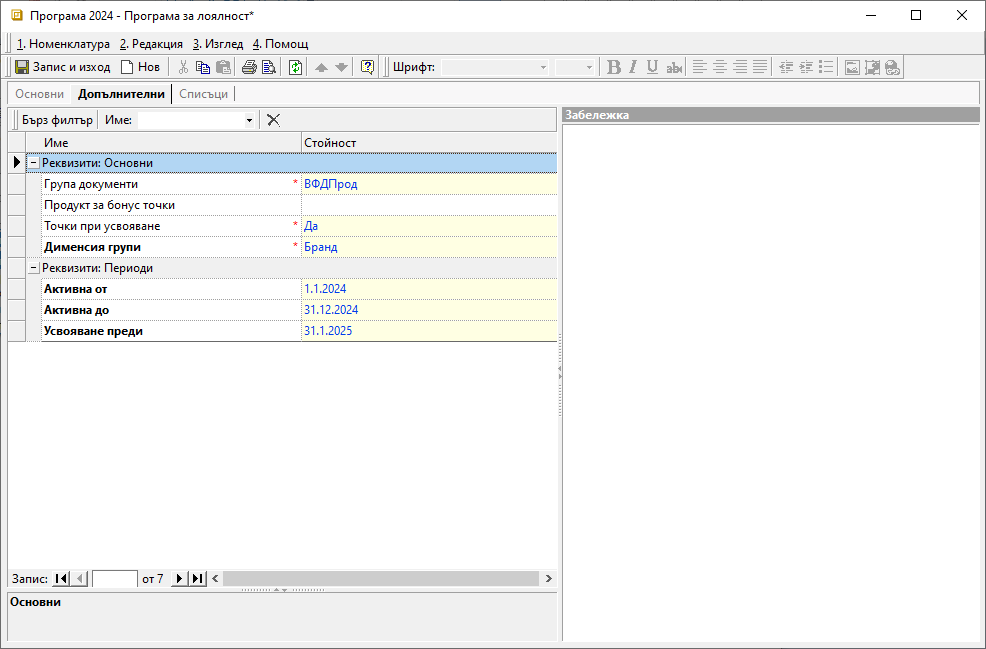 Програма 2024 - Програма за лоялност*
1. Номенклатура 2. Редакция 3. Изглед 4. Помощ
Запис и изход Нов Шрифт: B I U ab
Основни Допълнителни Списъци
Бърз филтър Име:
Забележка
Име Стойност
Реквизити: Основни
Група документи * ВФДПрод
Продукт за бонус точки
Точки при усвояване * Да
Дименсия групи * Бранд
Реквизити: Периоди
Активна от 1.1.2024
Активна до 31.12.2024
Усвояване преди 31.1.2025
Запис: от 7
Основни